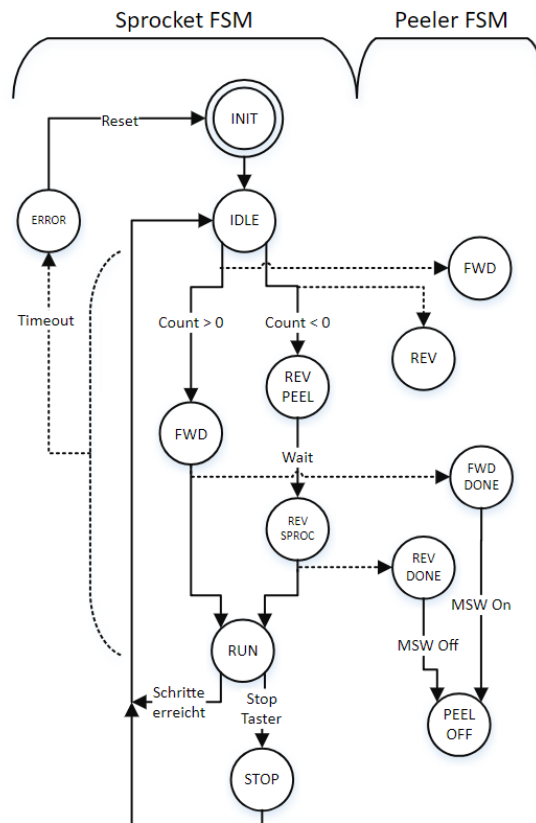 Sprocket FSM
Peeler FSM
INIT
Reset
ERROR
IDLE
FWD
Timeout
Count > 0
Count < 0
REV
REV
PEEL
FWD
Wait
FWD
DONE
REV
SPROC
REV
DONE
MSW On
MSW Off
RUN
Schritte
erreicht
Stop
Taster
PEEL
OFF
STOP